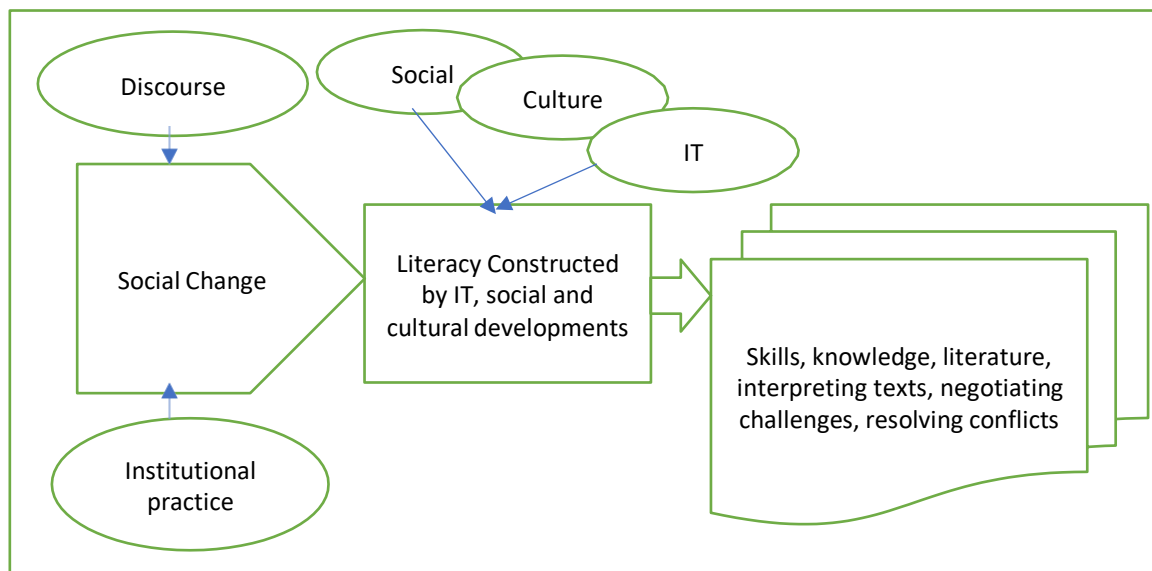 Discourse
Social
Culture
IT
Social Change
Literacy Constructed
by IT, social and
cultural developments
Skills, knowledge, literature,
interpreting texts, negotiating
challenges, resolving conflicts
Institutional
practice